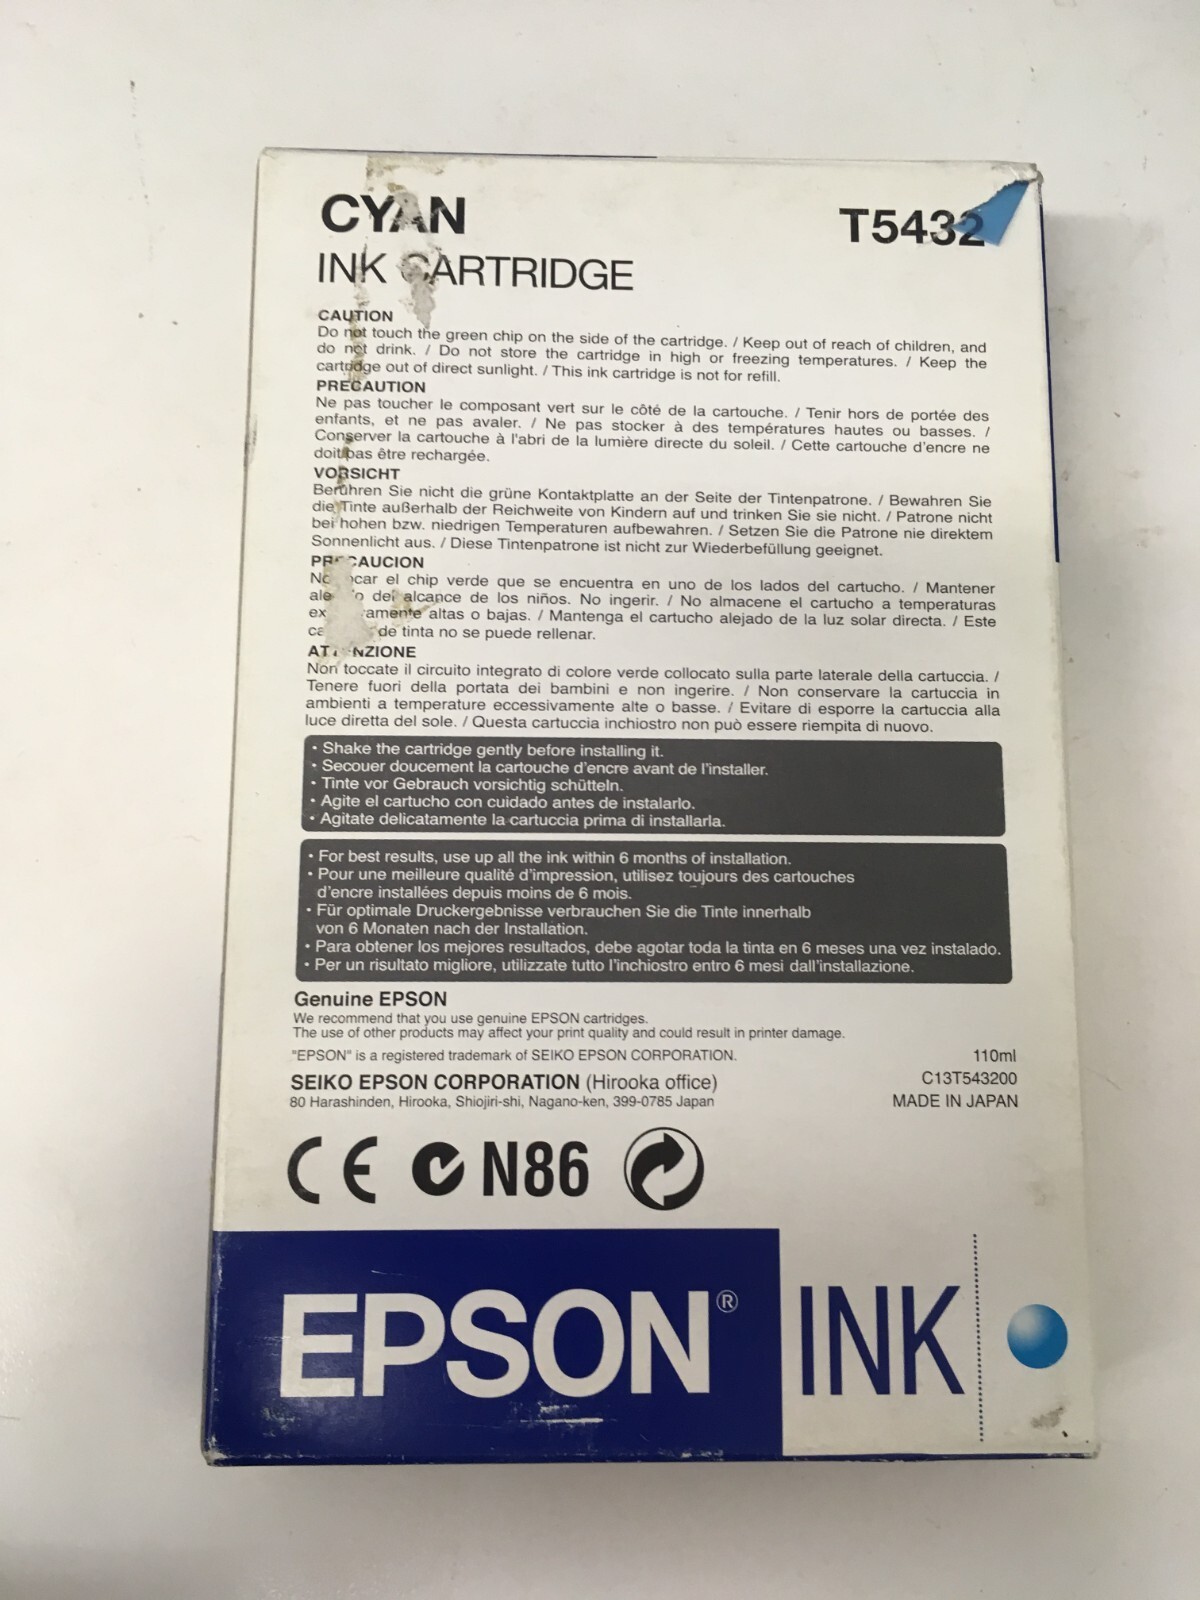 CYAN
T5432
INK CARTRIDGE
CAUTION
Do not touch the green chip on the side of the cartridge. / Keep out of reach of children, and
do not drink. / Do not store the cartridge in high or freezing temperatures. / Keep the
cartridge out of direct sunlight. / This ink cartridge is not for refill.
PRECAUTION
Ne pas toucher le composant vert sur le côté de la cartouche. / Tenir hors de portée des
enfants, et ne pas avaler. / Ne pas stocker à des températures hautes ou basses. /
Conserver la cartouche à l'abri de la lumière directe du soleil. / Cette cartouche d'encre ne
doit pas être rechargée.
VORSICHT
Berühren Sie nicht die grüne Kontaktplatte an der Seite der Tintenpatrone. / Bewahren Sie
die Tinte außerhalb der Reichweite von Kindern auf und trinken Sie sie nicht. / Patrone nicht
bei hohen bzw. niedrigen Temperaturen aufbewahren. / Setzen Sie die Patrone nie direktem
Sonnenlicht aus. / Diese Tintenpatrone ist nicht zur Wiederbefüllung geeignet.
PRECAUCION
el chip verde que se encuentra en uno de los lados del cartucho. / Mantener
del alcance de los niños. No ingerir. / No almacene el cartucho a temperaturas
altas o bajas. / Mantenga el cartucho alejado de la luz solar directa. / Este
de tinta no se puede rellenar.
ATTENZIONE
Non toccate il circuito integrato di colore verde collocato sulla parte laterale della cartuccia. /
Tenere fuori della portata dei bambini e non ingerire. / Non conservare la cartuccia in
ambienti a temperature eccessivamente alte o basse. / Evitare di esporre la cartuccia alla
luce diretta del sole. / Questa cartuccia inchiostro non può essere riempita di nuovo.
• Shake the cartridge gently before installing it.
• Secouer doucement la cartouche d'encre avant de l'installer.
• Tinte vor Gebrauch vorsichtig schütteln.
• Agite el cartucho con cuidado antes de instalarlo.
• Agitate delicatamente la cartuccia prima di installarla.
• For best results, use up all the ink within 6 months of installation.
• Pour une meilleure qualité d'impression, utilisez toujours des cartouches
d'encre installées depuis moins de 6 mois.
• Für optimale Druckergebnisse verbrauchen Sie die Tinte innerhalb
von 6 Monaten nach der Installation.
• Para obtener los mejores resultados, debe agotar toda la tinta en 6 meses una vez instalado.
• Per un risultato migliore, utilizzate tutto l'inchiostro entro 6 mesi dall'installazione.
Genuine EPSON
We recommend that you use genuine EPSON cartridges.
The use of other products may affect your print quality and could result in printer damage.
"EPSON" is a registered trademark of SEIKO EPSON CORPORATION.
110ml
SEIKO EPSON CORPORATION (Hirooka office)
C13T543200
80 Harashinden, Hirooka, Shiojiri-shi, Nagano-ken, 399-0785 Japan
MADE IN JAPAN
CE N86
EPSON® INK